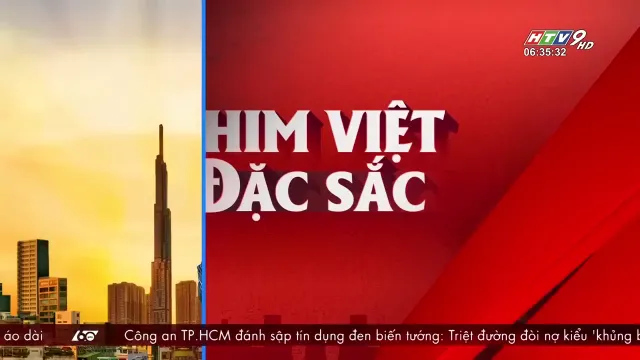 HTV9 HD
06:35:32
HIM VIỆT
ĐẶC SẮC
áo dài
60 Công an TP.HCM đánh sập tín dụng đen biến tướng: Triệt đường đòi nợ kiểu 'khủng b